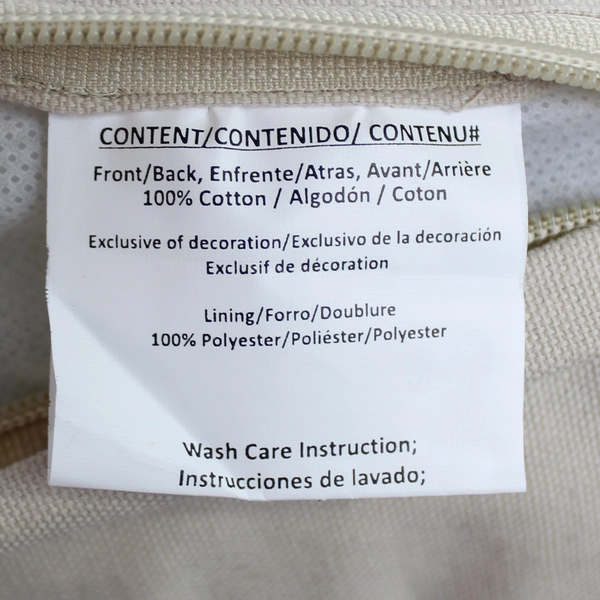 CONTENT/CONTENIDO/ CONTENU#
Front/Back, Enfrente/Atras, Avant/Arrière
100% Cotton / Algodón / Coton
Exclusive of decoration/Exclusivo de la decoración
Exclusif de décoration
Lining/Forro/Doublure
100% Polyester/Poliéster/Polyester
Wash Care Instruction;
Instrucciones de lavado;